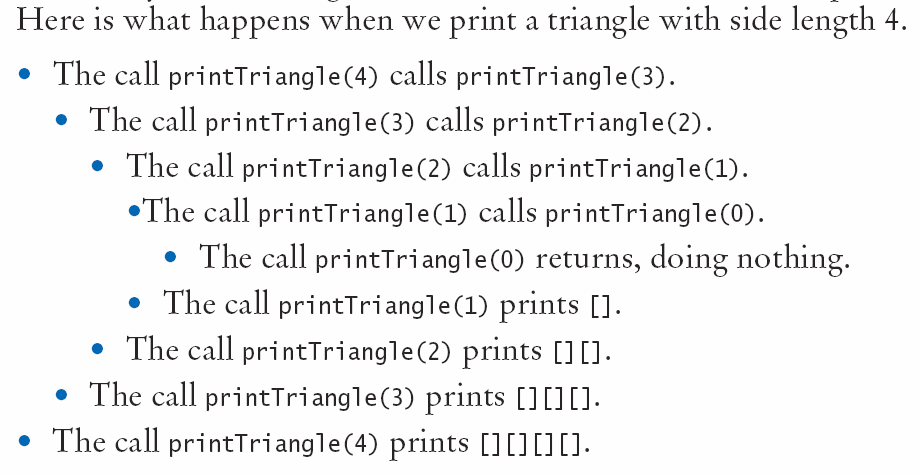 Here is what happens when we print a triangle with side length 4.
• The call printTriangle(4) calls printTriangle(3).
• The call printTriangle(3) calls printTriangle(2).
• The call printTriangle(2) calls printTriangle(1).
•The call printTriangle(1) calls printTriangle(0).
• The call printTriangle(0) returns, doing nothing.
• The call printTriangle(1) prints [].
• The call printTriangle(2) prints [][].
• The call printTriangle(3) prints [][][].
• The call printTriangle(4) prints [][][][].